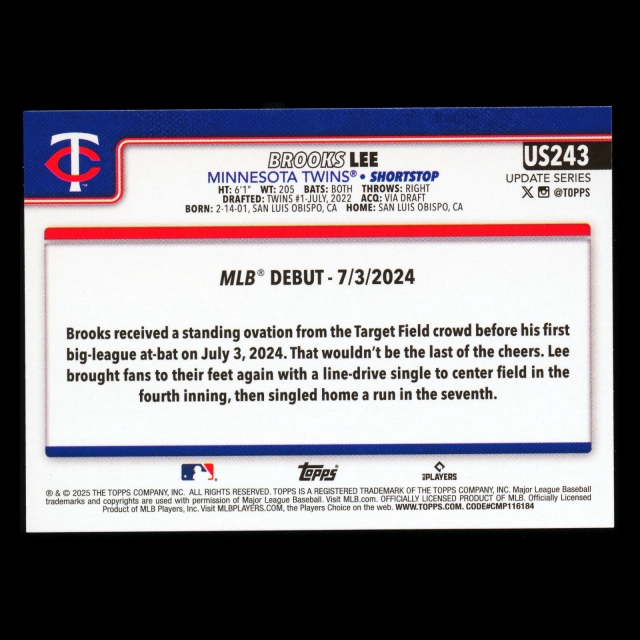 TC
BROOKS LEE
US243
MINNESOTA TWINS® • SHORTSTOP
UPDATE SERIES
HT: 6'1" WT: 205 BATS: BOTH THROWS: RIGHT
@TOPPS
DRAFTED: TWINS #1-JULY, 2022 ACQ: VIA DRAFT
BORN: 2-14-01, SAN LUIS OBISPO, CA HOME: SAN LUIS OBISPO, CA
MLB® DEBUT - 7/3/2024
Brooks received a standing ovation from the Target Field crowd before his first
big-league at-bat on July 3, 2024. That wouldn't be the last of the cheers. Lee
brought fans to their feet again with a line-drive single to center field in the
fourth inning, then singled home a run in the seventh.
Topps
PLAYERS
® & © 2025 THE TOPPS COMPANY, INC. ALL RIGHTS RESERVED. TOPPS IS A REGISTERED TRADEMARK OF THE TOPPS COMPANY, INC. Major League Baseball
trademarks and copyrights are used with permission of Major League Baseball. Visit MLB.com. OFFICIALLY LICENSED PRODUCT OF MLB. Officially Licensed
Product of MLB Players, Inc. Visit MLBPLAYERS.com, the Players Choice on the web. WWW.TOPPS.COM. CODE#CMP116184